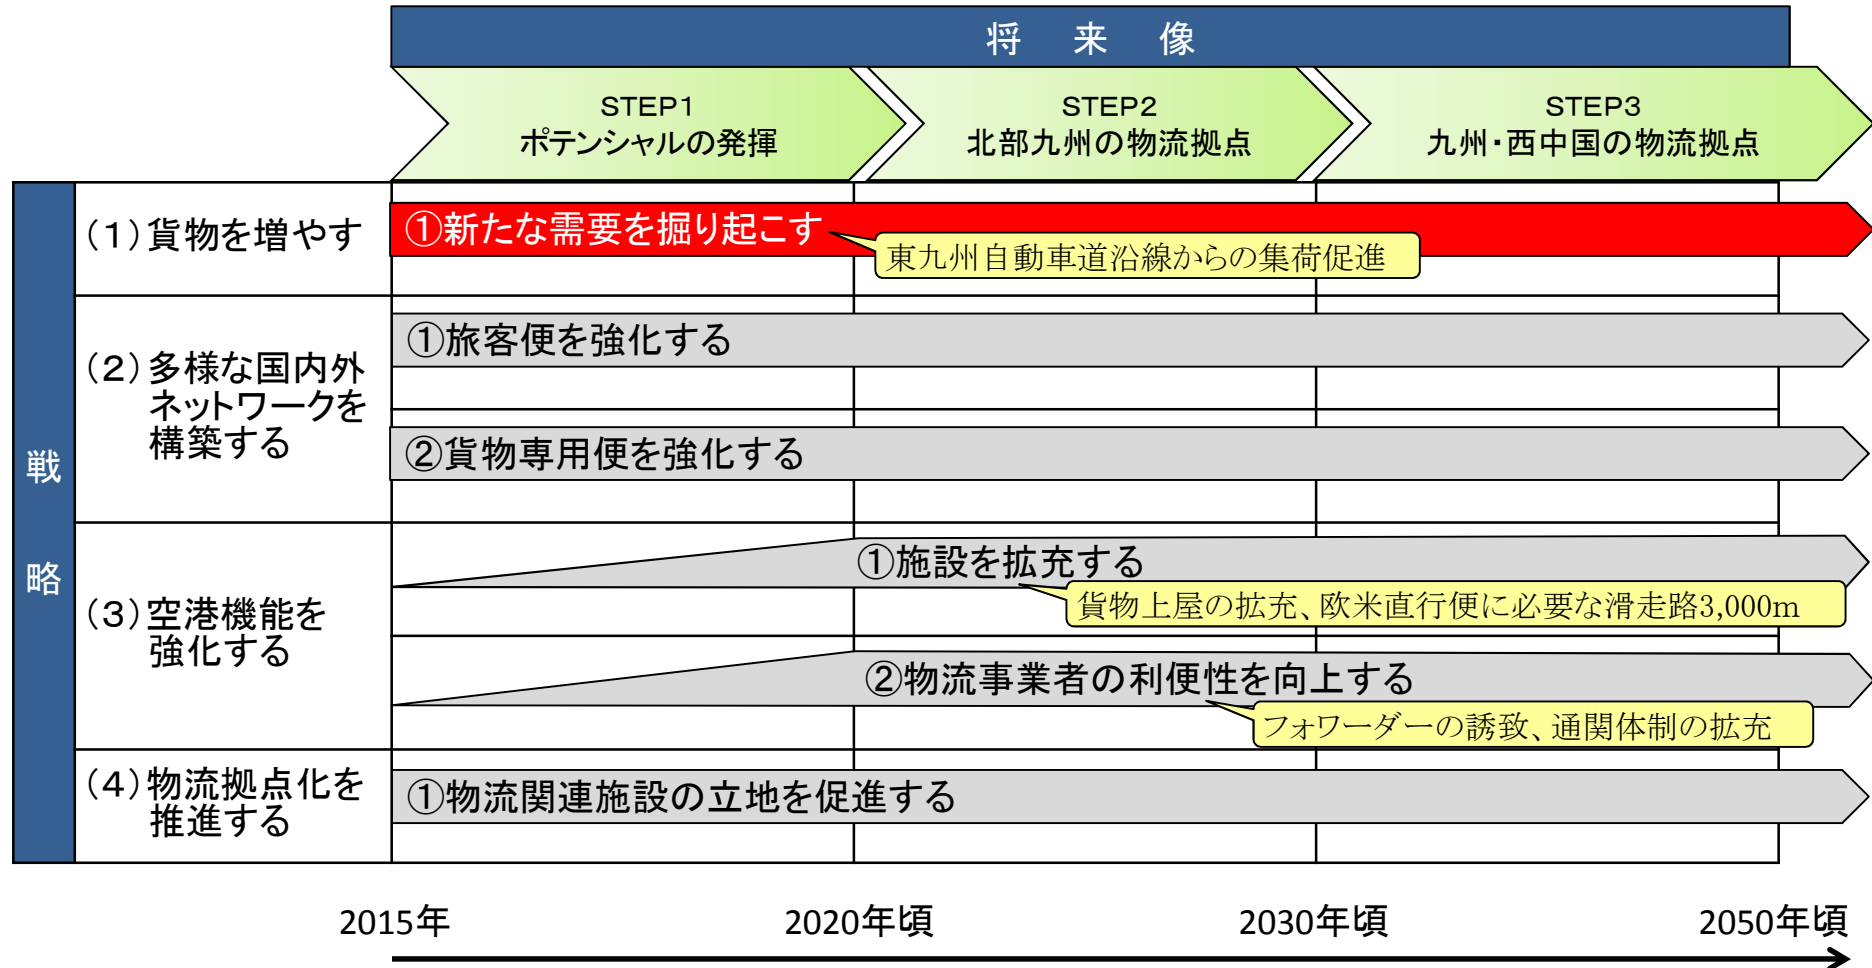 将 来 像
STEP1
ポテンシャルの発揮
STEP2
北部九州の物流拠点
STEP3
九州・西中国の物流拠点
戦略
（1）貨物を増やす
①新たな需要を掘り起こす
東九州自動車道沿線からの集荷促進
（2）多様な国内外
ネットワークを
構築する
①旅客便を強化する
②貨物専用便を強化する
（3）空港機能を
強化する
①施設を拡充する
貨物上屋の拡充、欧米直行便に必要な滑走路3,000m
②物流事業者の利便性を向上する
フォワーダーの誘致、通関体制の拡充
（4）物流拠点化を
推進する
①物流関連施設の立地を促進する
2015年 2020年頃 2030年頃 2050年頃